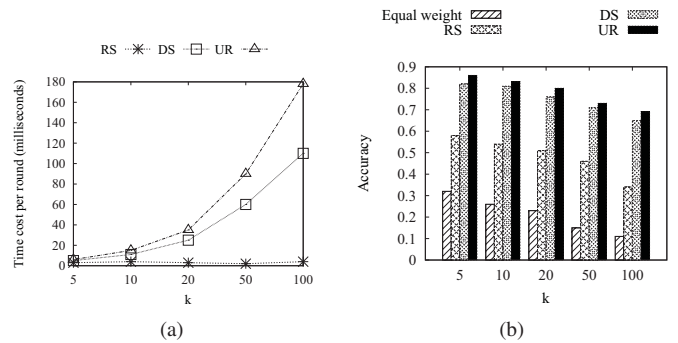 RS DS UR
Time cost per round (milliseconds)
180
160
140
120
100
80
60
40
20
0
5 10 20 50 100
k
(a)
Equal weight DS
RS UR
Accuracy
0.9
0.8
0.7
0.6
0.5
0.4
0.3
0.2
0.1
0
5 10 20 50 100
k
(b)